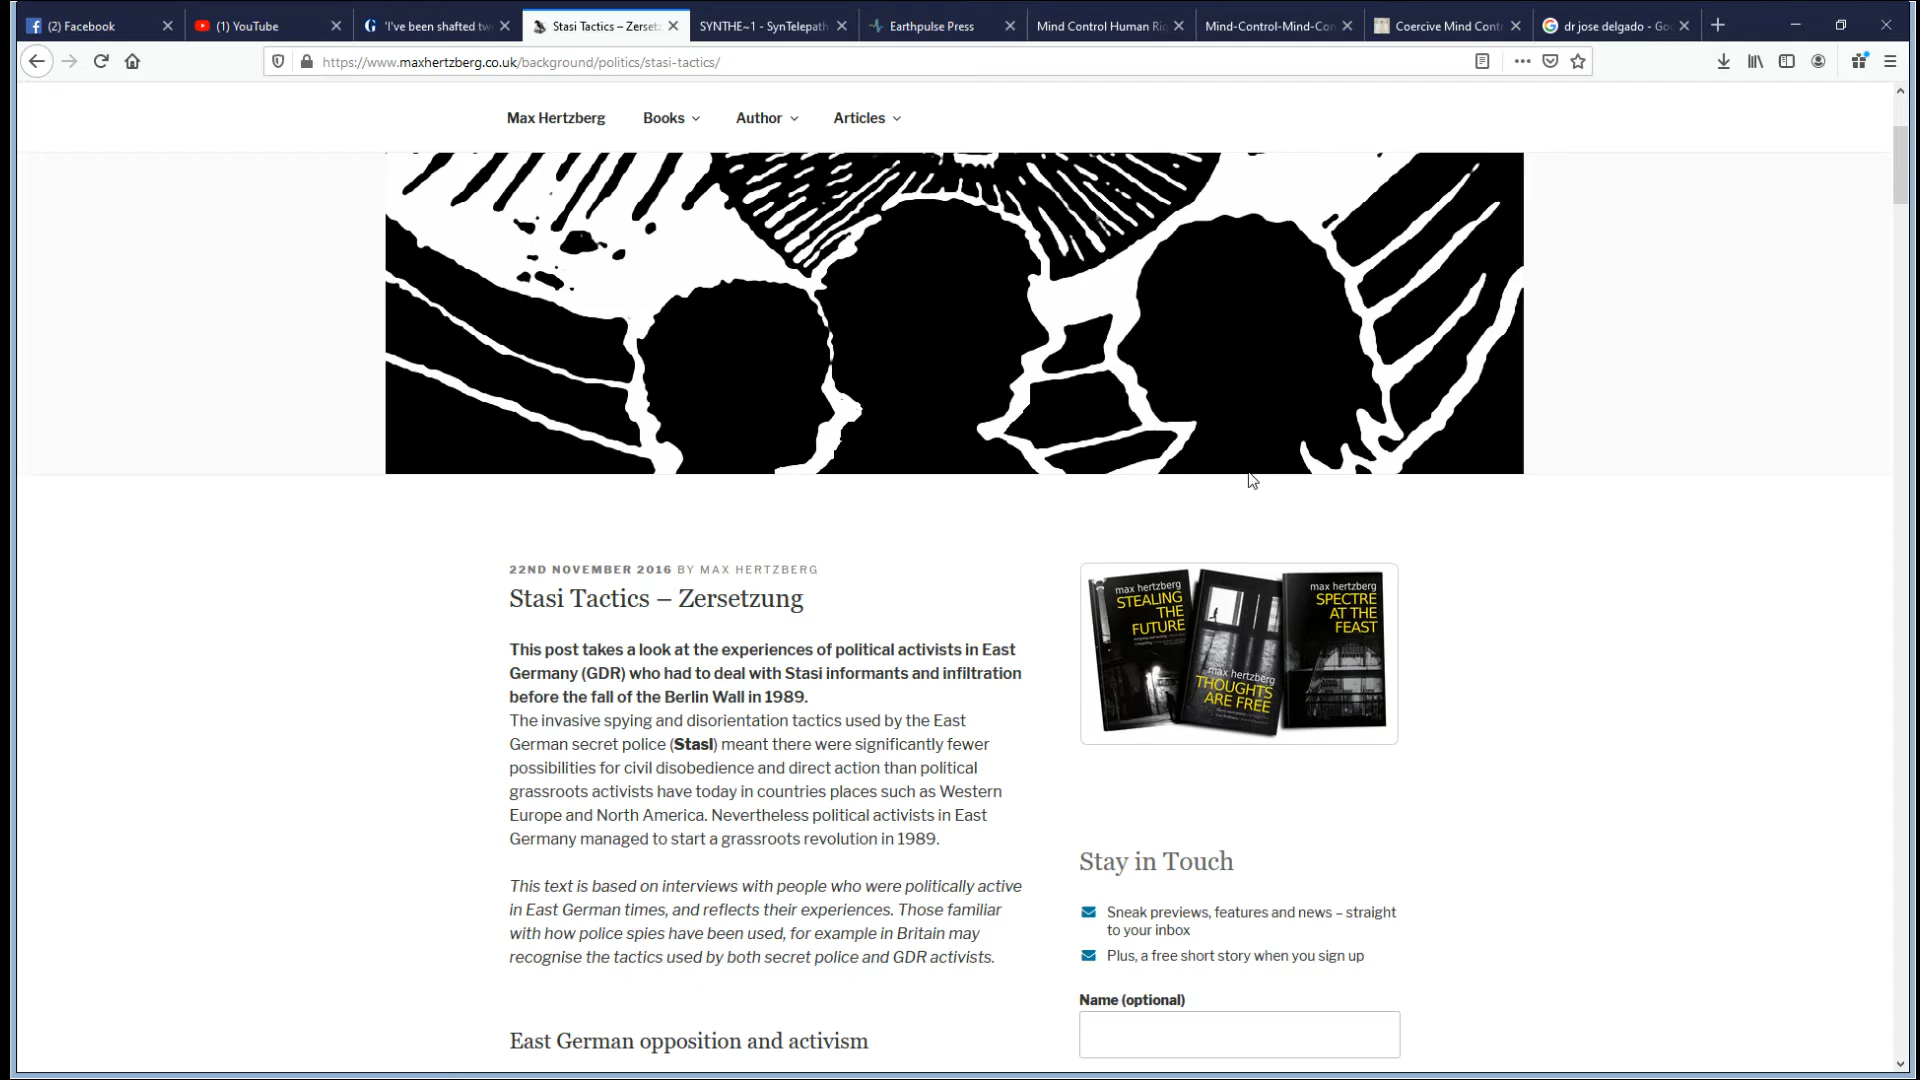 (2) Facebook
(1) YouTube
'I've been shafted tw
Stasi Tactics – Zersetz
SYNTHE~1 - SynTelepath
Earthpulse Press
Mind Control Human Rig
Mind-Control-Mind-Con
Coercive Mind Contr
dr jose delgado - Goo
https://www.maxhertzberg.co.uk/background/politics/stasi-tactics/
Max Hertzberg
Books
Author
Articles
22ND NOVEMBER 2016 BY MAX HERTZBERG
Stasi Tactics – Zersetzung
This post takes a look at the experiences of political activists in East
Germany (GDR) who had to deal with Stasi informants and infiltration
before the fall of the Berlin Wall in 1989.
The invasive spying and disorientation tactics used by the East
German secret police (Stasi) meant there were significantly fewer
possibilities for civil disobedience and direct action than political
grassroots activists have today in countries places such as Western
Europe and North America. Nevertheless political activists in East
Germany managed to start a grassroots revolution in 1989.
This text is based on interviews with people who were politically active
in East German times, and reflects their experiences. Those familiar
with how police spies have been used, for example in Britain may
recognise the tactics used by both secret police and GDR activists.
East German opposition and activism
max hertzberg
STEALING
THE
FUTURE
max hertzberg
THOUGHTS
ARE FREE
max hertzberg
SPECTRE
AT THE
FEAST
Stay in Touch
Sneak previews, features and news – straight
to your inbox
Plus, a free short story when you sign up
Name (optional)